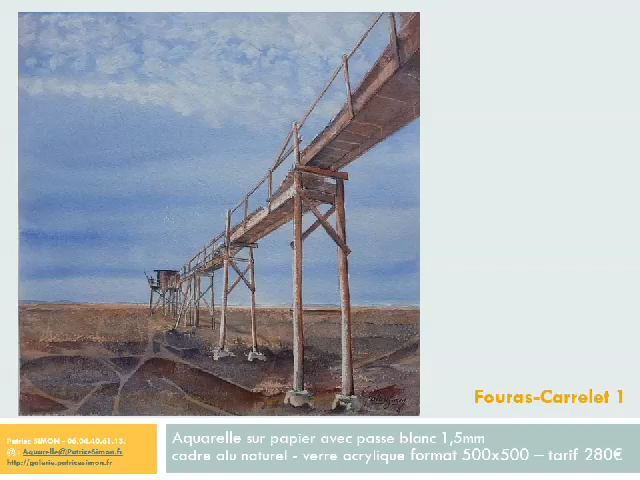 Fouras-Carrelet 1
Patrice SIMON - 06.04.40.61.13.
@ Aquarelle@PatriceSimon.fr
http://galerie.patricesimon.fr
Aquarelle sur papier avec passe blanc 1,5mm
cadre alu naturel - verre acrylique format 500x500 – tarif 280€